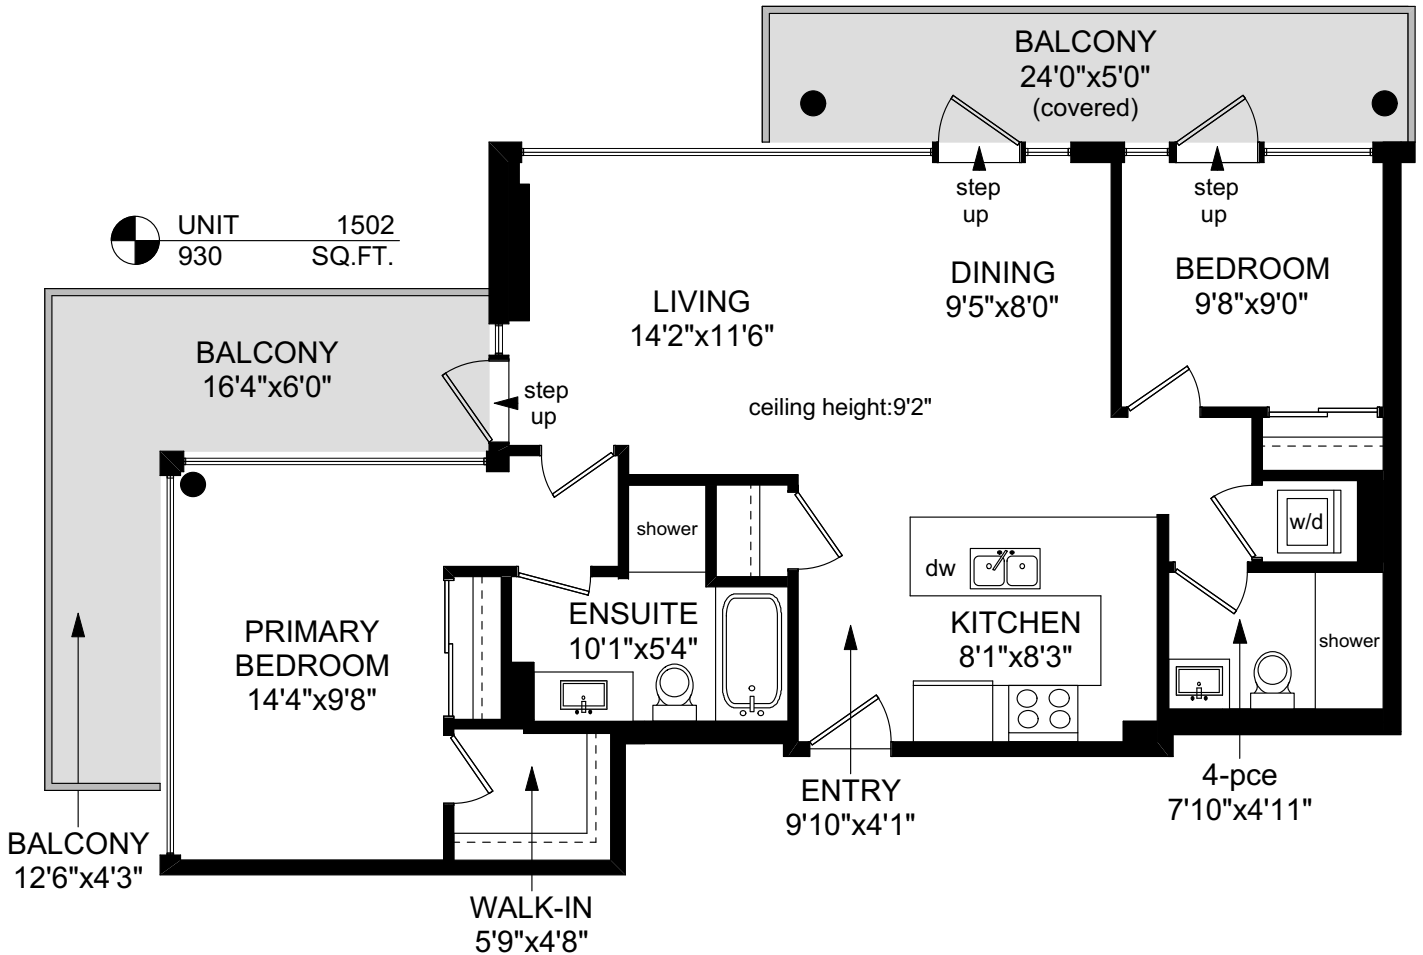 BALCONY
24'0"x5'0"
(covered)
step
up
step
up
UNIT 1502
930 SQ.FT.
DINING
9'5"x8'0"
BEDROOM
9'8"x9'0"
LIVING
14'2"x11'6"
BALCONY
16'4"x6'0"
step
up
ceiling height:9'2"
shower
w/d
dw
ENSUITE
10'1"x5'4"
KITCHEN
8'1"x8'3"
shower
PRIMARY
BEDROOM
14'4"x9'8"
ENTRY
9'10"x4'1"
4-pce
7'10"x4'11"
BALCONY
12'6"x4'3"
WALK-IN
5'9"x4'8"